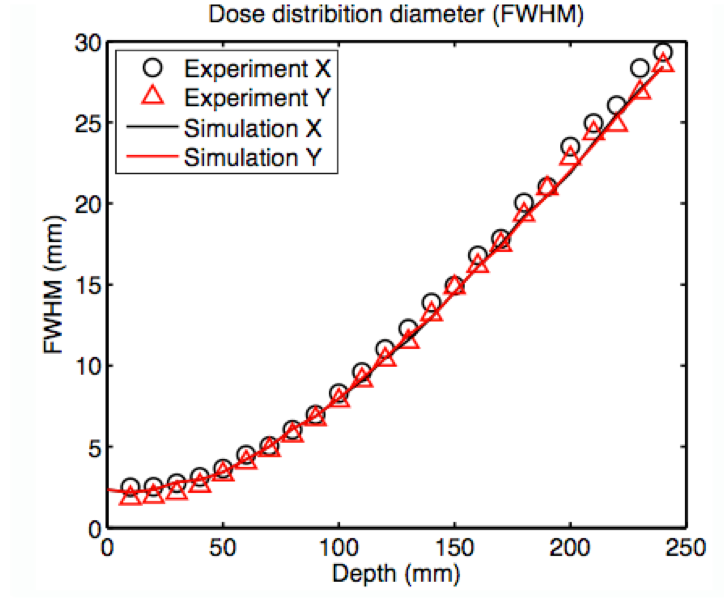 Dose distribition diameter (FWHM)
30
25
20
15
10
5
0
FWHM (mm)
Experiment X
Experiment Y
Simulation X
Simulation Y
0 50 100 150 200 250
Depth (mm)